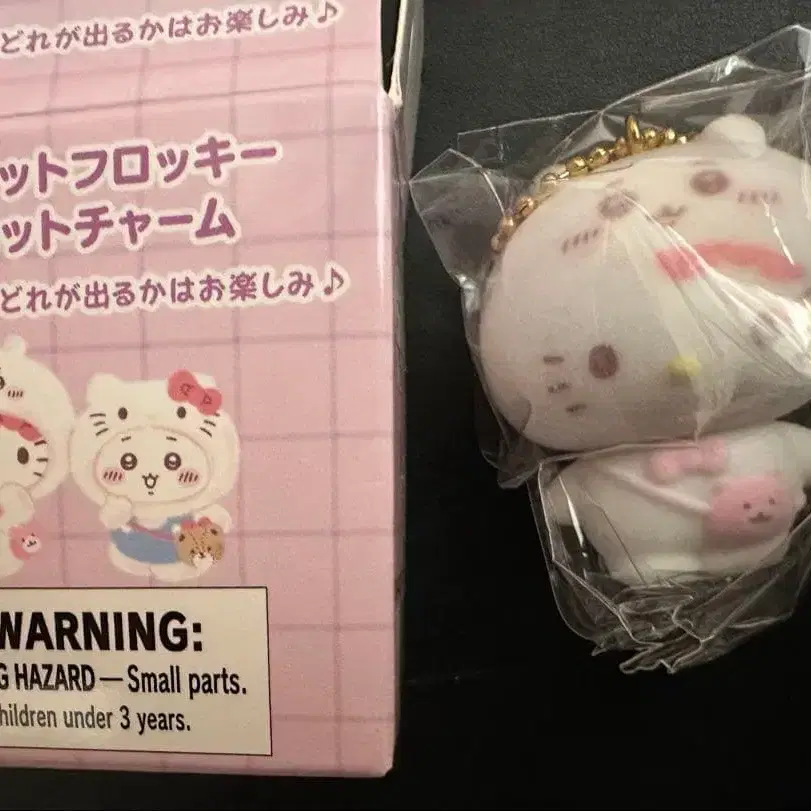 どれが出るかはお楽しみ♪
ットフロッキー
ットチャーム
どれが出るかはお楽しみ♪
WARNING:
G HAZARD—Small parts.
hildren under 3 years.